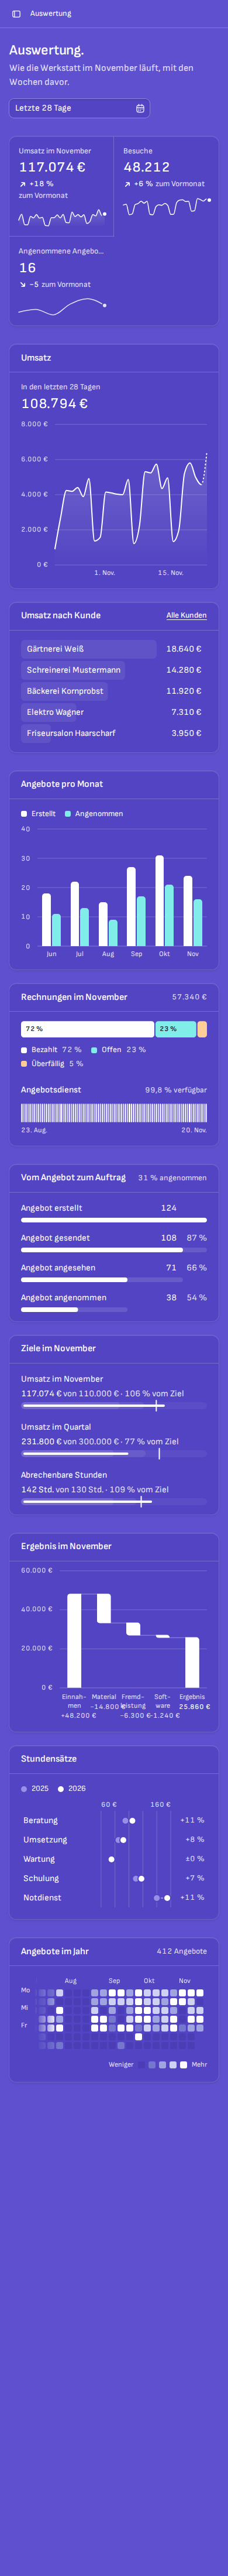 Auswertung
Auswertung.
Wie die Werkstatt im November läuft, mit den
Wochen davor.
Letzte 28 Tage
Umsatz im November
117.074 €
+18 %
zum Vormonat
Besuche
48.212
+6 % zum Vormonat
Angenommene Angebo…
16
−5 zum Vormonat
Umsatz
In den letzten 28 Tagen
108.794 €
8.000 €
6.000 €
4.000 €
2.000 €
0 €
1. Nov.
15. Nov.
Umsatz nach Kunde
Alle Kunden
Gärtnerei Weiß 18.640 €
Schreinerei Mustermann 14.280 €
Bäckerei Kornprobst 11.920 €
Elektro Wagner 7.310 €
Friseursalon Haarscharf 3.950 €
Angebote pro Monat
Erstellt Angenommen
40
30
20
10
0
Jun Jul Aug Sep Okt Nov
Rechnungen im November 57.340 €
72 % 23 %
Bezahlt 72 % Offen 23 %
Überfällig 5 %
Angebotsdienst 99,8 % verfügbar
23. Aug. 20. Nov.
Vom Angebot zum Auftrag 31 % angenommen
Angebot erstellt 124
Angebot gesendet 108 87 %
Angebot angesehen 71 66 %
Angebot angenommen 38 54 %
Ziele im November
Umsatz im November
117.074 € von 110.000 € · 106 % vom Ziel
Umsatz im Quartal
231.800 € von 300.000 € · 77 % vom Ziel
Abrechenbare Stunden
142 Std. von 130 Std. · 109 % vom Ziel
Ergebnis im November
60.000 €
40.000 €
20.000 €
0 €
Einnah- Material Fremd- Soft- Ergebnis
men leistung ware
+48.200 € −14.800 € −6.300 € −1.240 € 25.860 €
Stundensätze
2025 2026
60 € 160 €
Beratung +11 %
Umsetzung +8 %
Wartung ±0 %
Schulung +7 %
Notdienst +11 %
Angebote im Jahr 412 Angebote
Aug Sep Okt Nov
Mo
Mi
Fr
Weniger Mehr